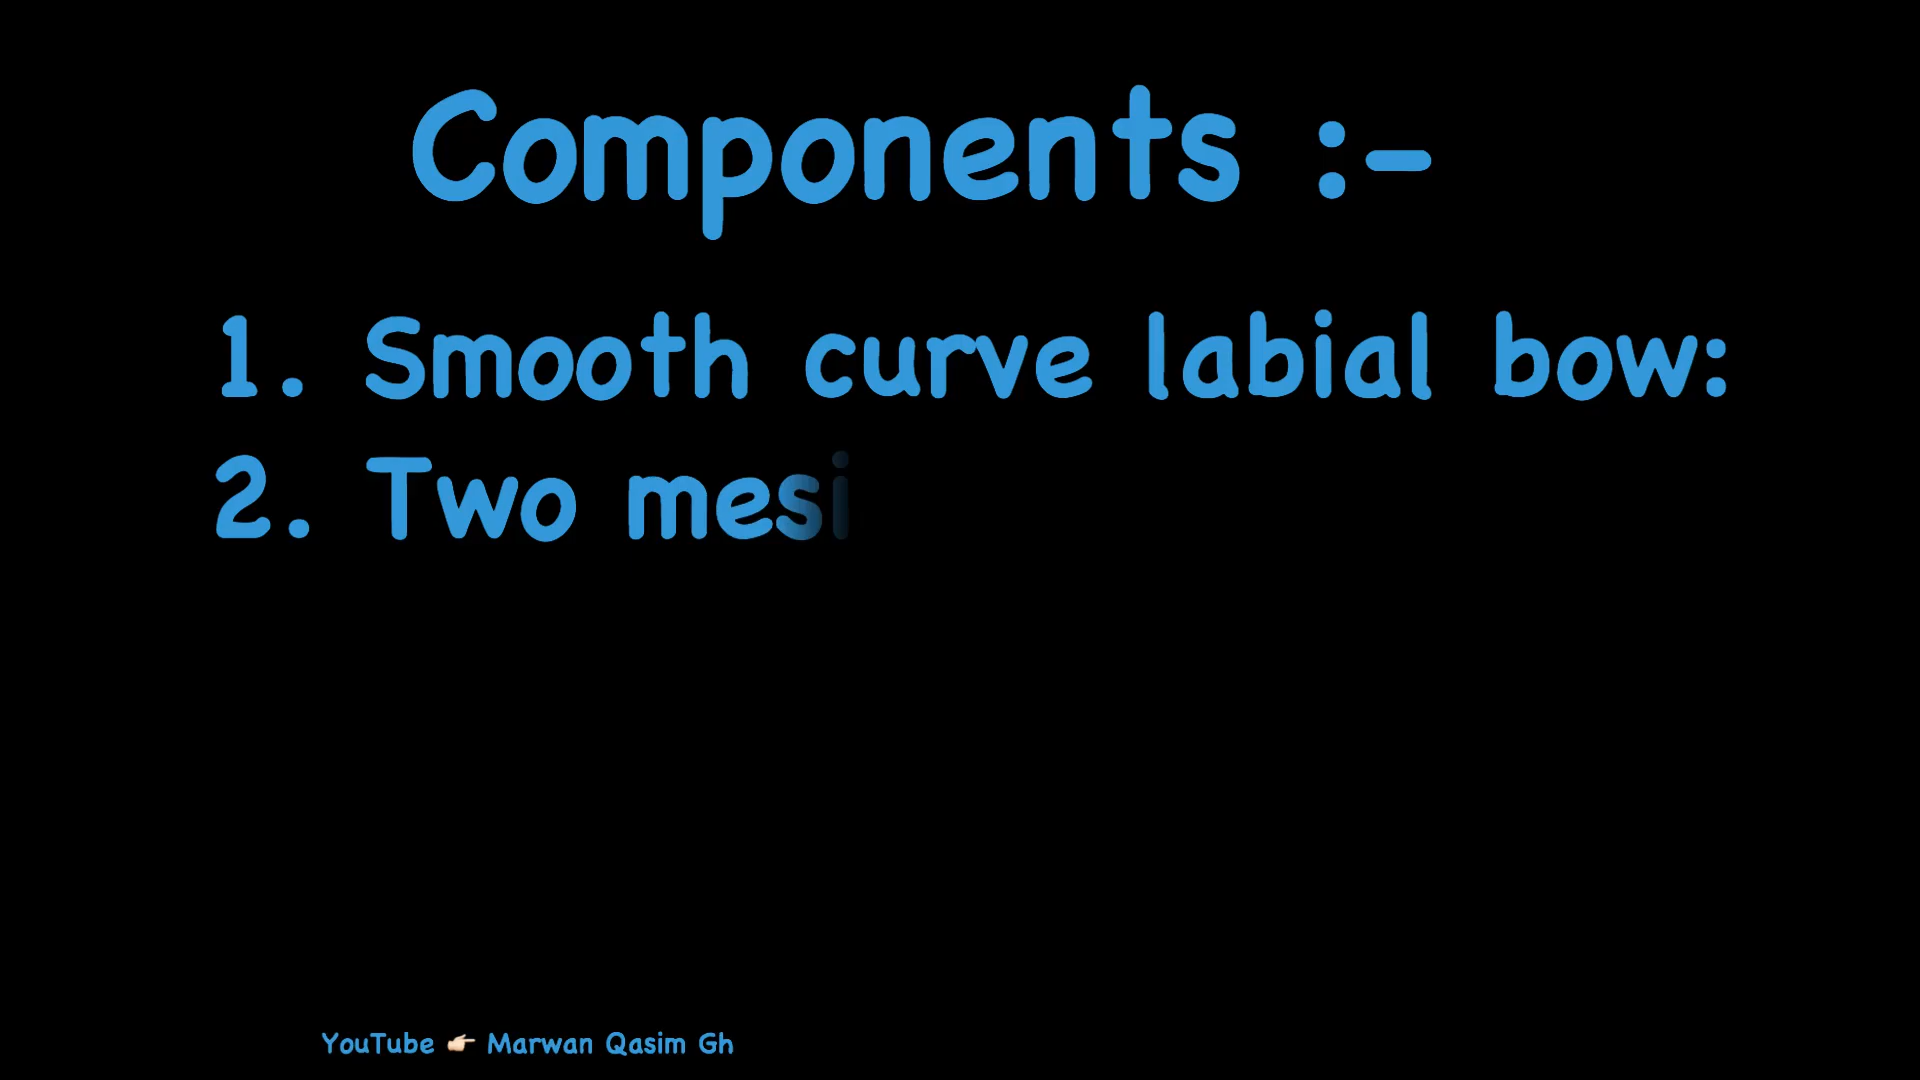 Components :-
1. Smooth curve labial bow:
2. Two mesi
YouTube 👉🏻 Marwan Qasim Gh